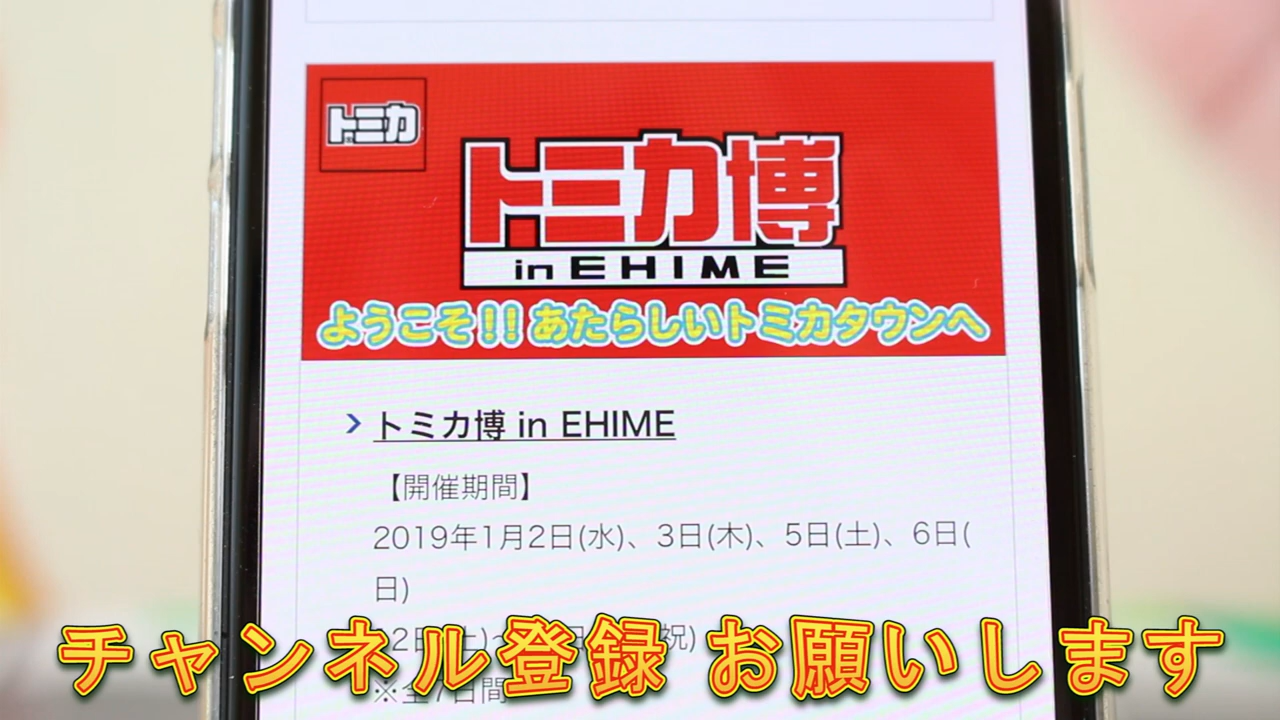 トミカ
トミカ博
in EHIME
ようこそ!! あたらしいトミカタウンへ
トミカ博 in EHIME
【開催期間】
2019年1月2日(水)、3日(木)、5日(土)、6日(
日)
チャンネル登録 お願いします
※全7日間